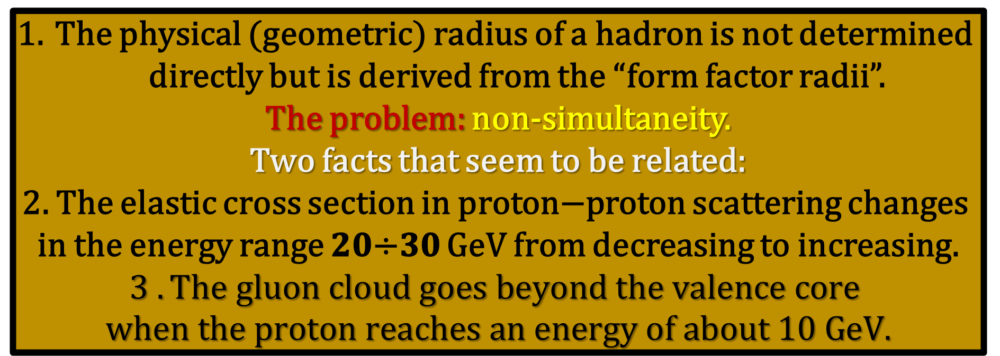 1. The physical (geometric) radius of a hadron is not determined
directly but is derived from the “form factor radii”.
The problem: non-simultaneity.
Two facts that seem to be related:
2. The elastic cross section in proton—proton scattering changes
in the energy range 20÷30 GeV from decreasing to increasing.
3 . The gluon cloud goes beyond the valence core
when the proton reaches an energy of about 10 GeV.